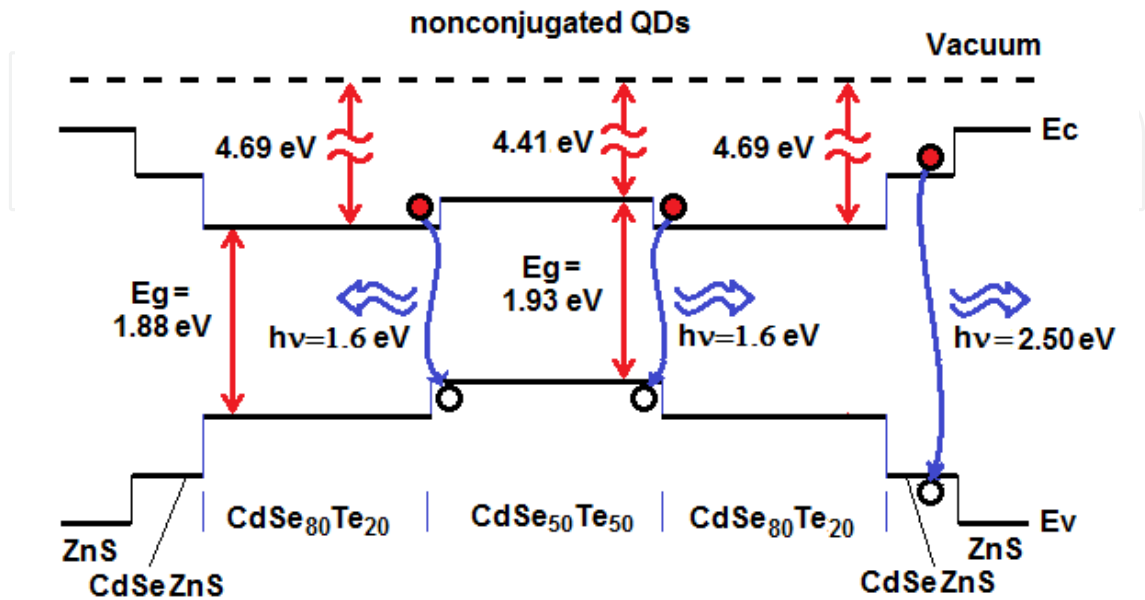 nonconjugated QDs
Vacuum
4.69 eV
4.41 eV
4.69 eV
Ec
Eg =
1.88 eV
Eg =
1.93 eV
hν=1.6 eV
hν=1.6 eV
hν = 2.50 eV
CdSe80Te20
CdSe50Te50
CdSe80Te20
Ev
ZnS
ZnS
CdSeZnS
CdSeZnS